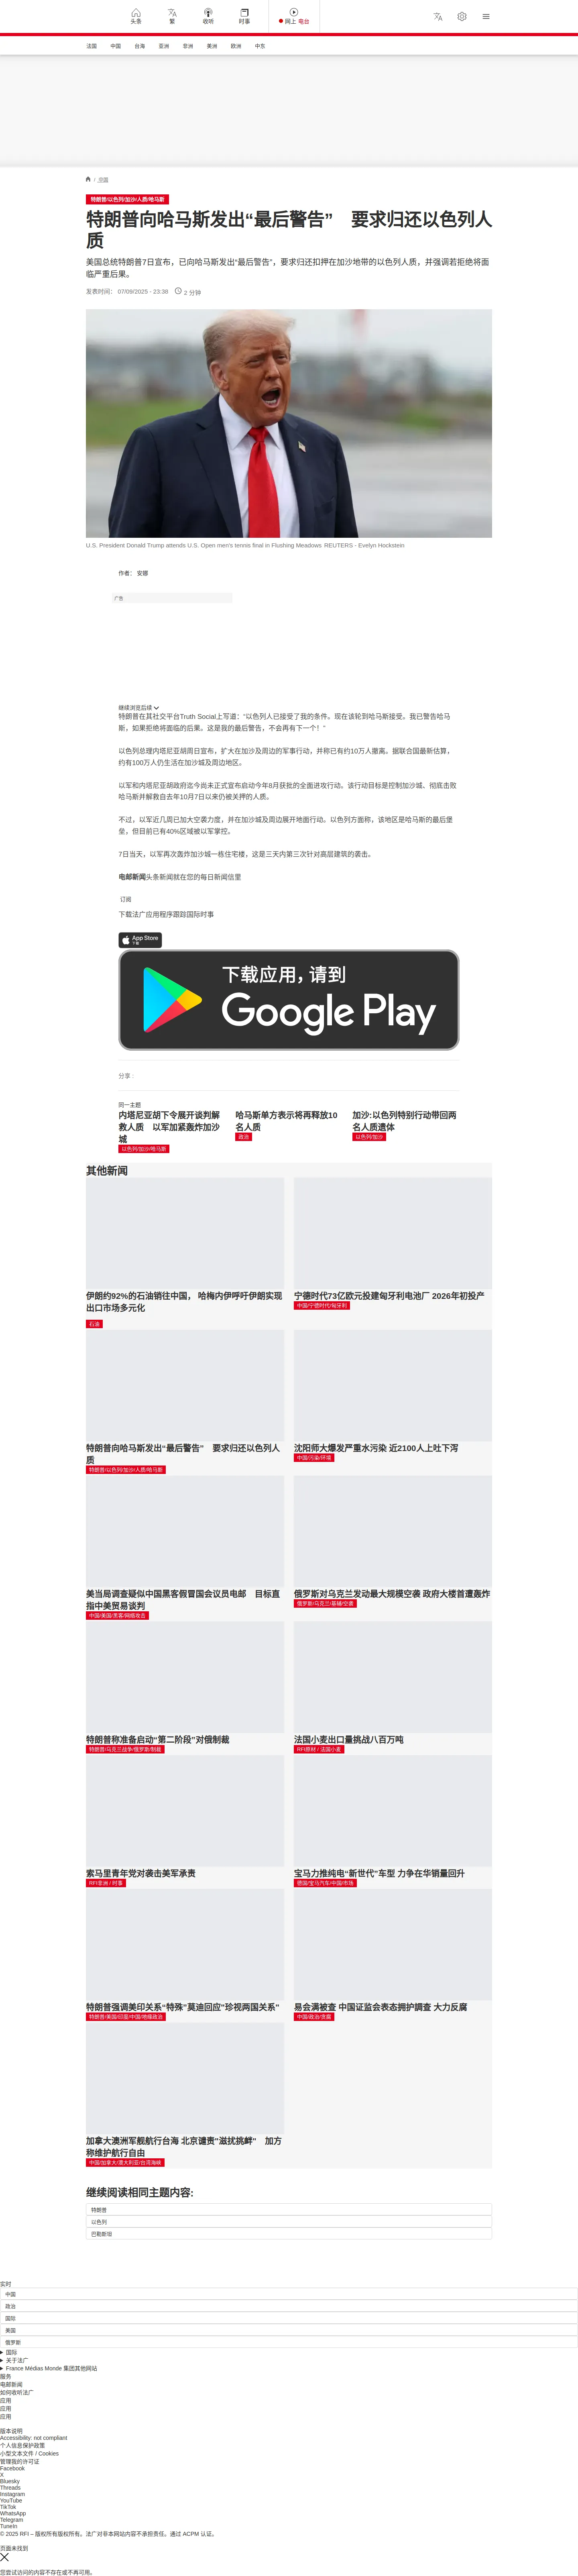 头条
繁
收听
时事
网上 电台
法国
中国
台海
亚洲
非洲
美洲
欧洲
中东
/ 中国
特朗普/以色列/加沙/人质/哈马斯
特朗普向哈马斯发出“最后警告”　要求归还以色列人
质
美国总统特朗普7日宣布，已向哈马斯发出“最后警告”，要求归还扣押在加沙地带的以色列人质，并强调若拒绝将面
临严重后果。
发表时间： 07/09/2025 - 23:38
2 分钟
U.S. President Donald Trump attends U.S. Open men's tennis final in Flushing Meadows REUTERS - Evelyn Hockstein
作者： 安娜
广告
继续浏览后续
特朗普在其社交平台Truth Social上写道：“以色列人已接受了我的条件。现在该轮到哈马斯接受。我已警告哈马
斯，如果拒绝将面临的后果。这是我的最后警告，不会再有下一个！”
以色列总理内塔尼亚胡周日宣布，扩大在加沙及周边的军事行动，并称已有约10万人撤离。据联合国最新估算，
约有100万人仍生活在加沙城及周边地区。
以军和内塔尼亚胡政府迄今尚未正式宣布启动今年8月获批的全面进攻行动。该行动目标是控制加沙城、彻底击败
哈马斯并解救自去年10月7日以来仍被关押的人质。
不过，以军近几周已加大空袭力度，并在加沙城及周边展开地面行动。以色列方面称，该地区是哈马斯的最后堡
垒，但目前已有40%区域被以军掌控。
7日当天，以军再次轰炸加沙城一栋住宅楼，这是三天内第三次针对高层建筑的袭击。
电邮新闻头条新闻就在您的每日新闻信里
订阅
下载法广应用程序跟踪国际时事
App Store
下载
下载应用，请到
Google Play
分享 :
同一主题
内塔尼亚胡下令展开谈判解
救人质　以军加紧轰炸加沙
城
以色列/加沙/哈马斯
哈马斯单方表示将再释放10
名人质
政治
加沙:以色列特别行动带回两
名人质遗体
以色列/加沙
其他新闻
伊朗约92%的石油销往中国， 哈梅内伊呼吁伊朗实现
出口市场多元化
石油
宁德时代73亿欧元投建匈牙利电池厂 2026年初投产
中国/宁德时代/匈牙利
特朗普向哈马斯发出“最后警告”　要求归还以色列人
质
特朗普/以色列/加沙/人质/哈马斯
沈阳师大爆发严重水污染 近2100人上吐下泻
中国/污染/环境
美当局调查疑似中国黑客假冒国会议员电邮　目标直
指中美贸易谈判
中国/美国/黑客/网络攻击
俄罗斯对乌克兰发动最大规模空袭 政府大楼首遭轰炸
俄罗斯/乌克兰/基辅/空袭
特朗普称准备启动“第二阶段”对俄制裁
特朗普/乌克兰战争/俄罗斯/制裁
法国小麦出口量挑战八百万吨
RFI原材 / 法国小麦
索马里青年党对袭击美军承责
RFI非洲 / 时事
宝马力推纯电“新世代”车型 力争在华销量回升
德国/宝马汽车/中国/市场
特朗普强调美印关系“特殊”莫迪回应“珍视两国关系”
特朗普/美国/印度/中国/地缘政治
易会满被查 中国证监会表态拥护調查 大力反腐
中国/政治/贪腐
加拿大澳洲军舰航行台海 北京谴责"滋扰挑衅"　加方
称维护航行自由
中国/加拿大/澳大利亚/台湾海峡
继续阅读相同主题内容:
特朗普
以色列
巴勒斯坦
实时
中国
政治
国际
美国
俄罗斯
国际
关于法广
France Médias Monde 集团其他网站
服务
电邮新闻
如何收听法广
应用
应用
应用
版本说明
Accessibility: not compliant
个人信息保护政策
小型文本文件 / Cookies
管理我的许可证
Facebook
X
Bluesky
Threads
Instagram
YouTube
TikTok
WhatsApp
Telegram
TuneIn
© 2025 RFI – 版权所有版权所有。法广对非本网站内容不承担责任。通过 ACPM 认证。
页面未找到
您尝试访问的内容不存在或不再可用。